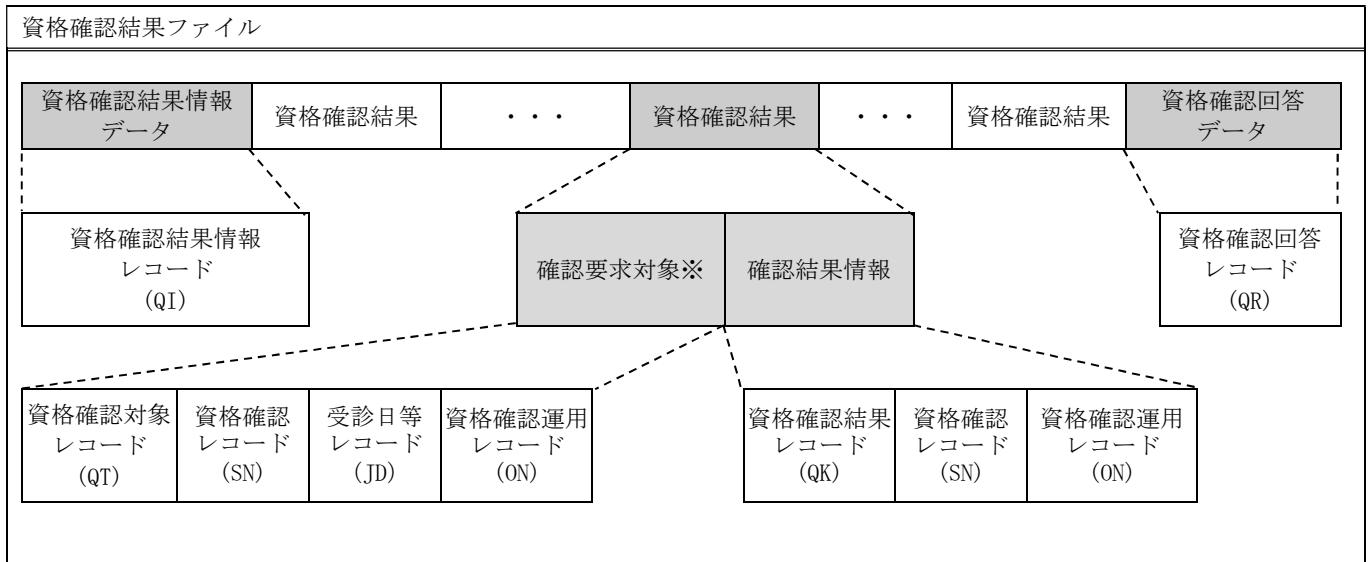 資格確認結果ファイル
資格確認結果情報
データ
資格確認結果
・・・
資格確認結果
・・・
資格確認結果
資格確認回答
データ
資格確認結果情報
レコード
(QI)
確認要求対象※
確認結果情報
資格確認回答
レコード
(QR)
資格確認対象
レコード
(QT)
資格確認
レコード
(SN)
受診日等
レコード
(JD)
資格確認運用
レコード
(ON)
資格確認結果
レコード
(QK)
資格確認
レコード
(SN)
資格確認運用
レコード
(ON)